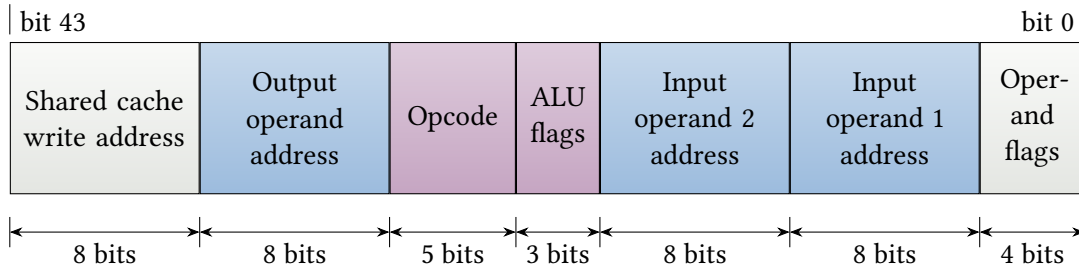 bit 43
bit 0
Shared cache
write address
Output
operand
address
Opcode
ALU
flags
Input
operand 2
address
Input
operand 1
address
Oper-
and
flags
8 bits
8 bits
5 bits
3 bits
8 bits
8 bits
4 bits